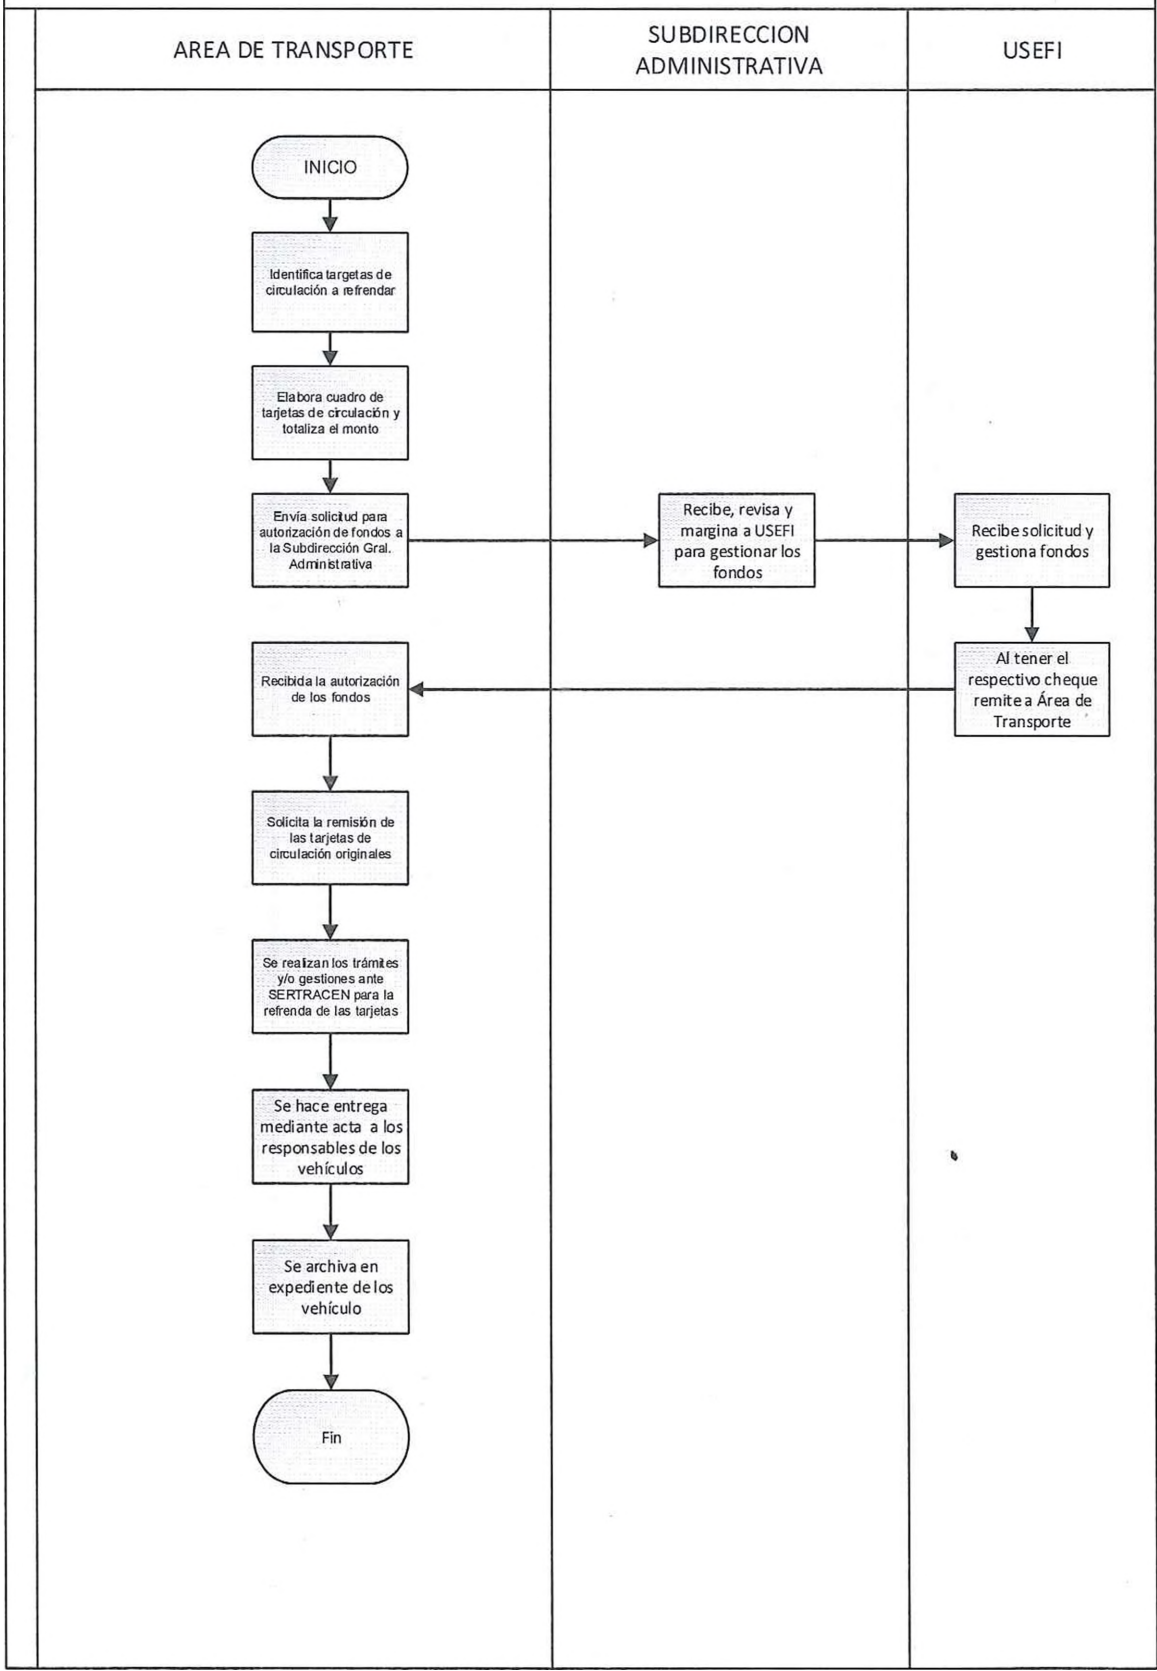 AREA DE TRANSPORTE
SUBDIRECCION
ADMINISTRATIVA
USEFI
INICIO
Identifica targetas de
circulación a refrendar
Elabora cuadro de
tarjetas de circulación y
totaliza el monto
Envía solicitud para
autorización de fondos a
la Subdirección Gral.
Administrativa
Recibe, revisa y
margina a USEFI
para gestionar los
fondos
Recibe solicitud y
gestiona fondos
Al tener el
respectivo cheque
remite a Área de
Transporte
Recibida la autorización
de los fondos
Solicita la remisión de
las tarjetas de
circulación originales
Se realizan los trámites
y/o gestiones ante
SERTRACEN para la
refrenda de las tarjetas
Se hace entrega
mediante acta a los
responsables de los
vehículos
Se archiva en
expediente de los
vehículo
Fin